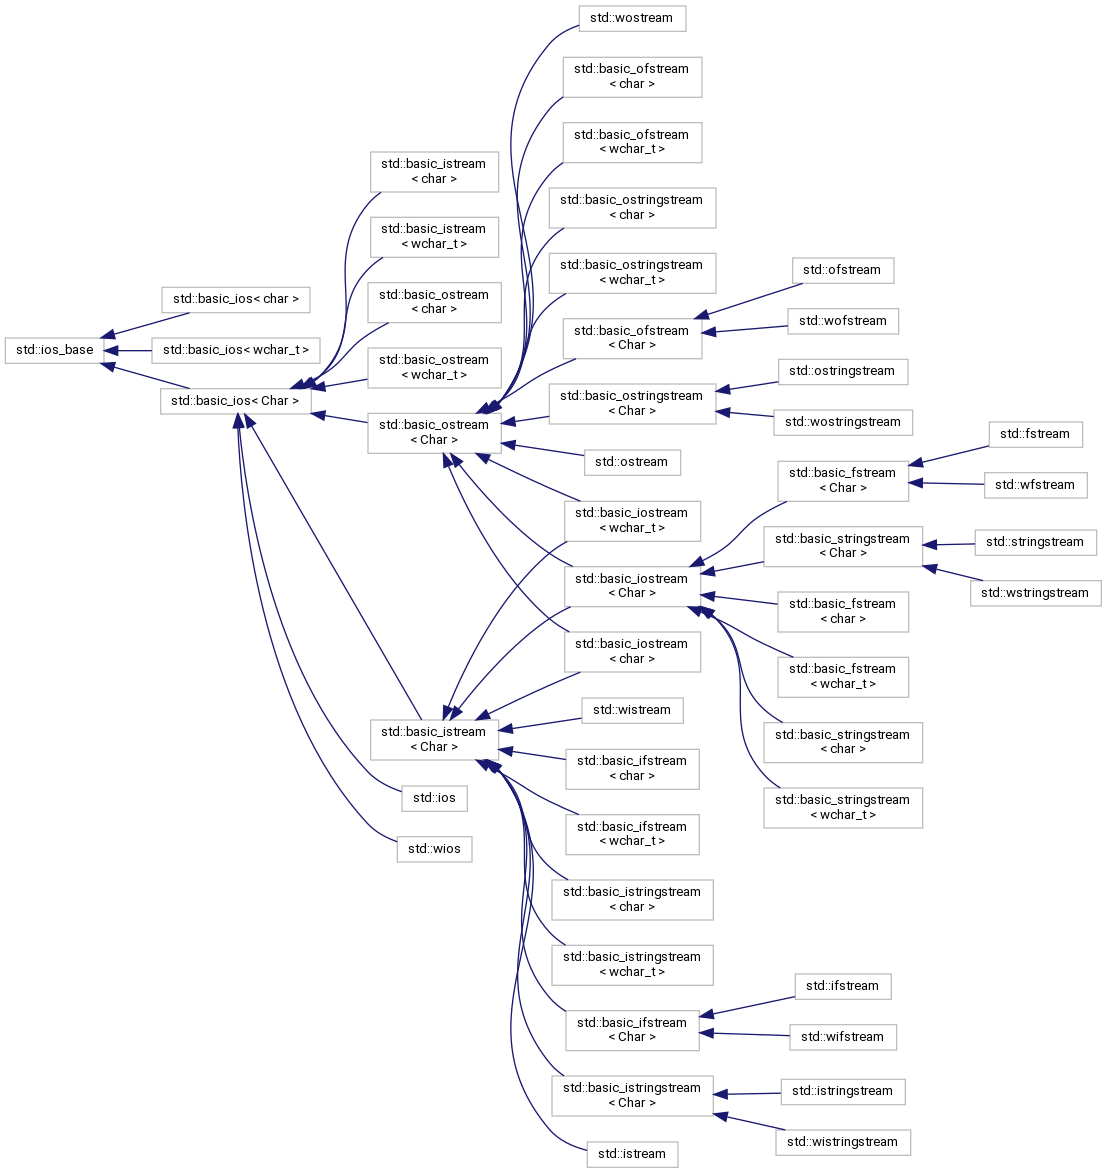 std::wostream
std::basic_ofstream
< char >
std::basic_ofstream
< wchar_t >
std::basic_istream
< char >
std::basic_ostringstream
< char >
std::basic_istream
< wchar_t >
std::basic_ostringstream
< wchar_t >
std::ofstream
std::basic_ios< char >
std::basic_ostream
< char >
std::wofstream
std::basic_ofstream
< Char >
std::ios_base
std::basic_ios< wchar_t >
std::basic_ostream
< wchar_t >
std::ostringstream
std::basic_ios< Char >
std::basic_ostringstream
< Char >
std::wostringstream
std::basic_ostream
< Char >
std::fstream
std::ostream
std::basic_fstream
< Char >
std::wfstream
std::basic_iostream
< wchar_t >
std::basic_stringstream
< Char >
std::stringstream
std::basic_iostream
< Char >
std::wstringstream
std::basic_fstream
< char >
std::basic_iostream
< char >
std::basic_fstream
< wchar_t >
std::wistream
std::basic_istream
< Char >
std::basic_stringstream
< char >
std::basic_ifstream
< char >
std::ios
std::basic_stringstream
< wchar_t >
std::basic_ifstream
< wchar_t >
std::wios
std::basic_istringstream
< char >
std::basic_istringstream
< wchar_t >
std::ifstream
std::basic_ifstream
< Char >
std::wifstream
std::basic_istringstream
< Char >
std::istringstream
std::wistringstream
std::istream